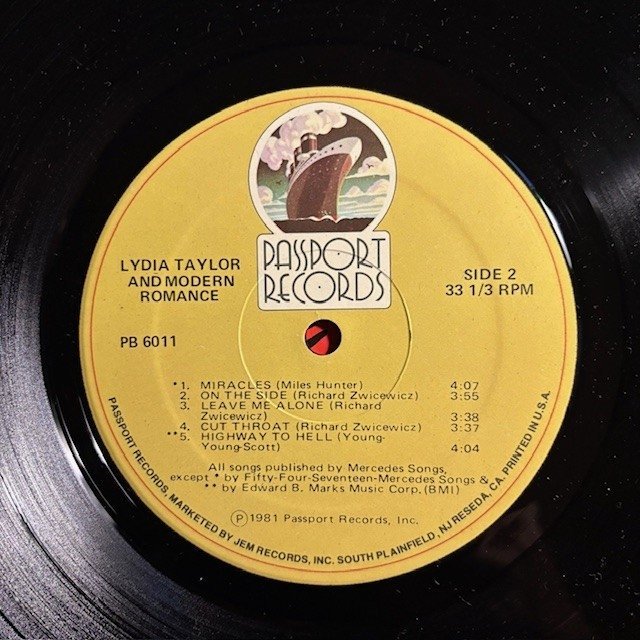 PASSPORT
RECORDS
LYDIA TAYLOR
AND MODERN
ROMANCE
SIDE 2
33 1/3 RPM
PB 6011
*1. MIRACLES (Miles Hunter) 4:07
2. ON THE SIDE (Richard Zwicewicz) 3:55
3. LEAVE ME ALONE (Richard
Zwicewicz) 3:38
4. CUT THROAT (Richard Zwicewicz) 3:37
**5. HIGHWAY TO HELL (Young-
Young-Scott) 4:04
All songs published by Mercedes Songs,
except * by Fifty-Four-Seventeen-Mercedes Songs &
** by Edward B. Marks Music Corp. (BMI)
Ⓟ 1981 Passport Records, Inc.
PASSPORT RECORDS, MARKETED BY JEM RECORDS, INC. SOUTH PLAINFIELD, NJ RESEDA, CA. PRINTED IN U.S.A.